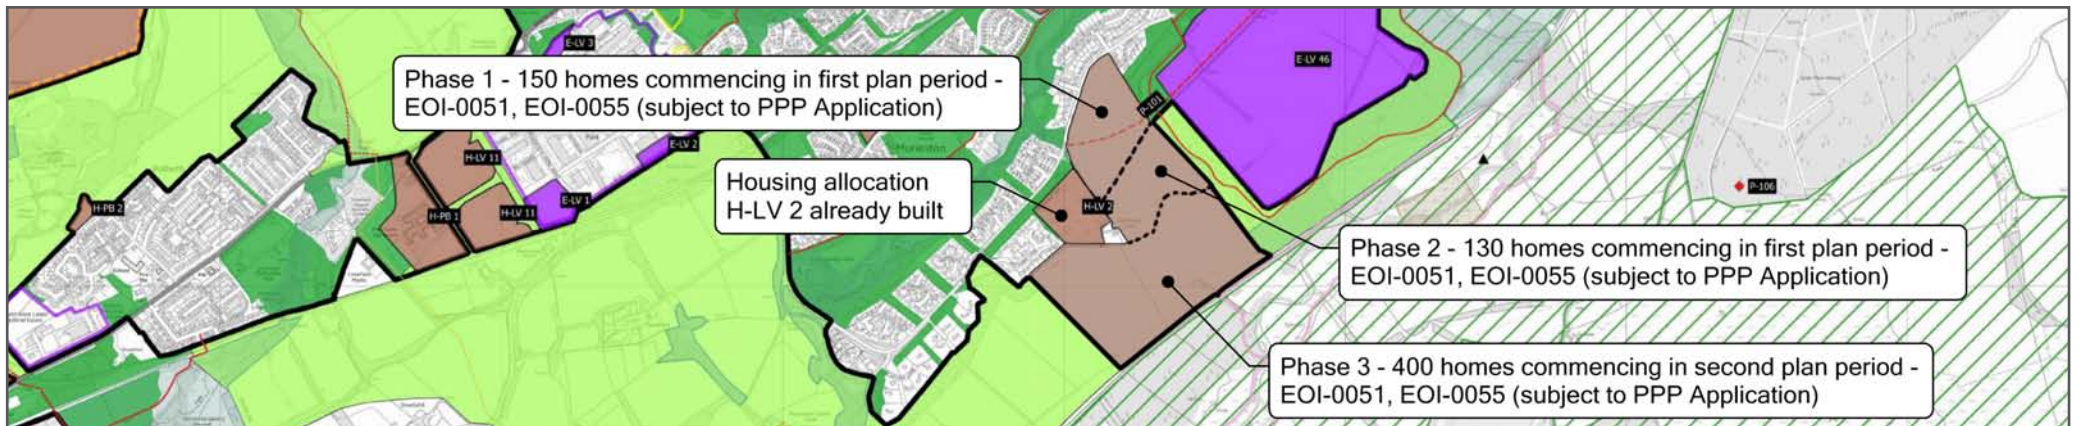 E-LV 3
E-LV 46
Phase 1 - 150 homes commencing in first plan period -
EOI-0051, EOI-0055 (subject to PPP Application)
P-101
E-LV 2
H-LV 11
Murieston
Housing allocation
H-LV 2 already built
P-106
E-LV 1
H-PB 2
H-PB 1
H-LV 11
H-LV 2
Phase 2 - 130 homes commencing in first plan period -
EOI-0051, EOI-0055 (subject to PPP Application)
Phase 3 - 400 homes commencing in second plan period -
EOI-0051, EOI-0055 (subject to PPP Application)